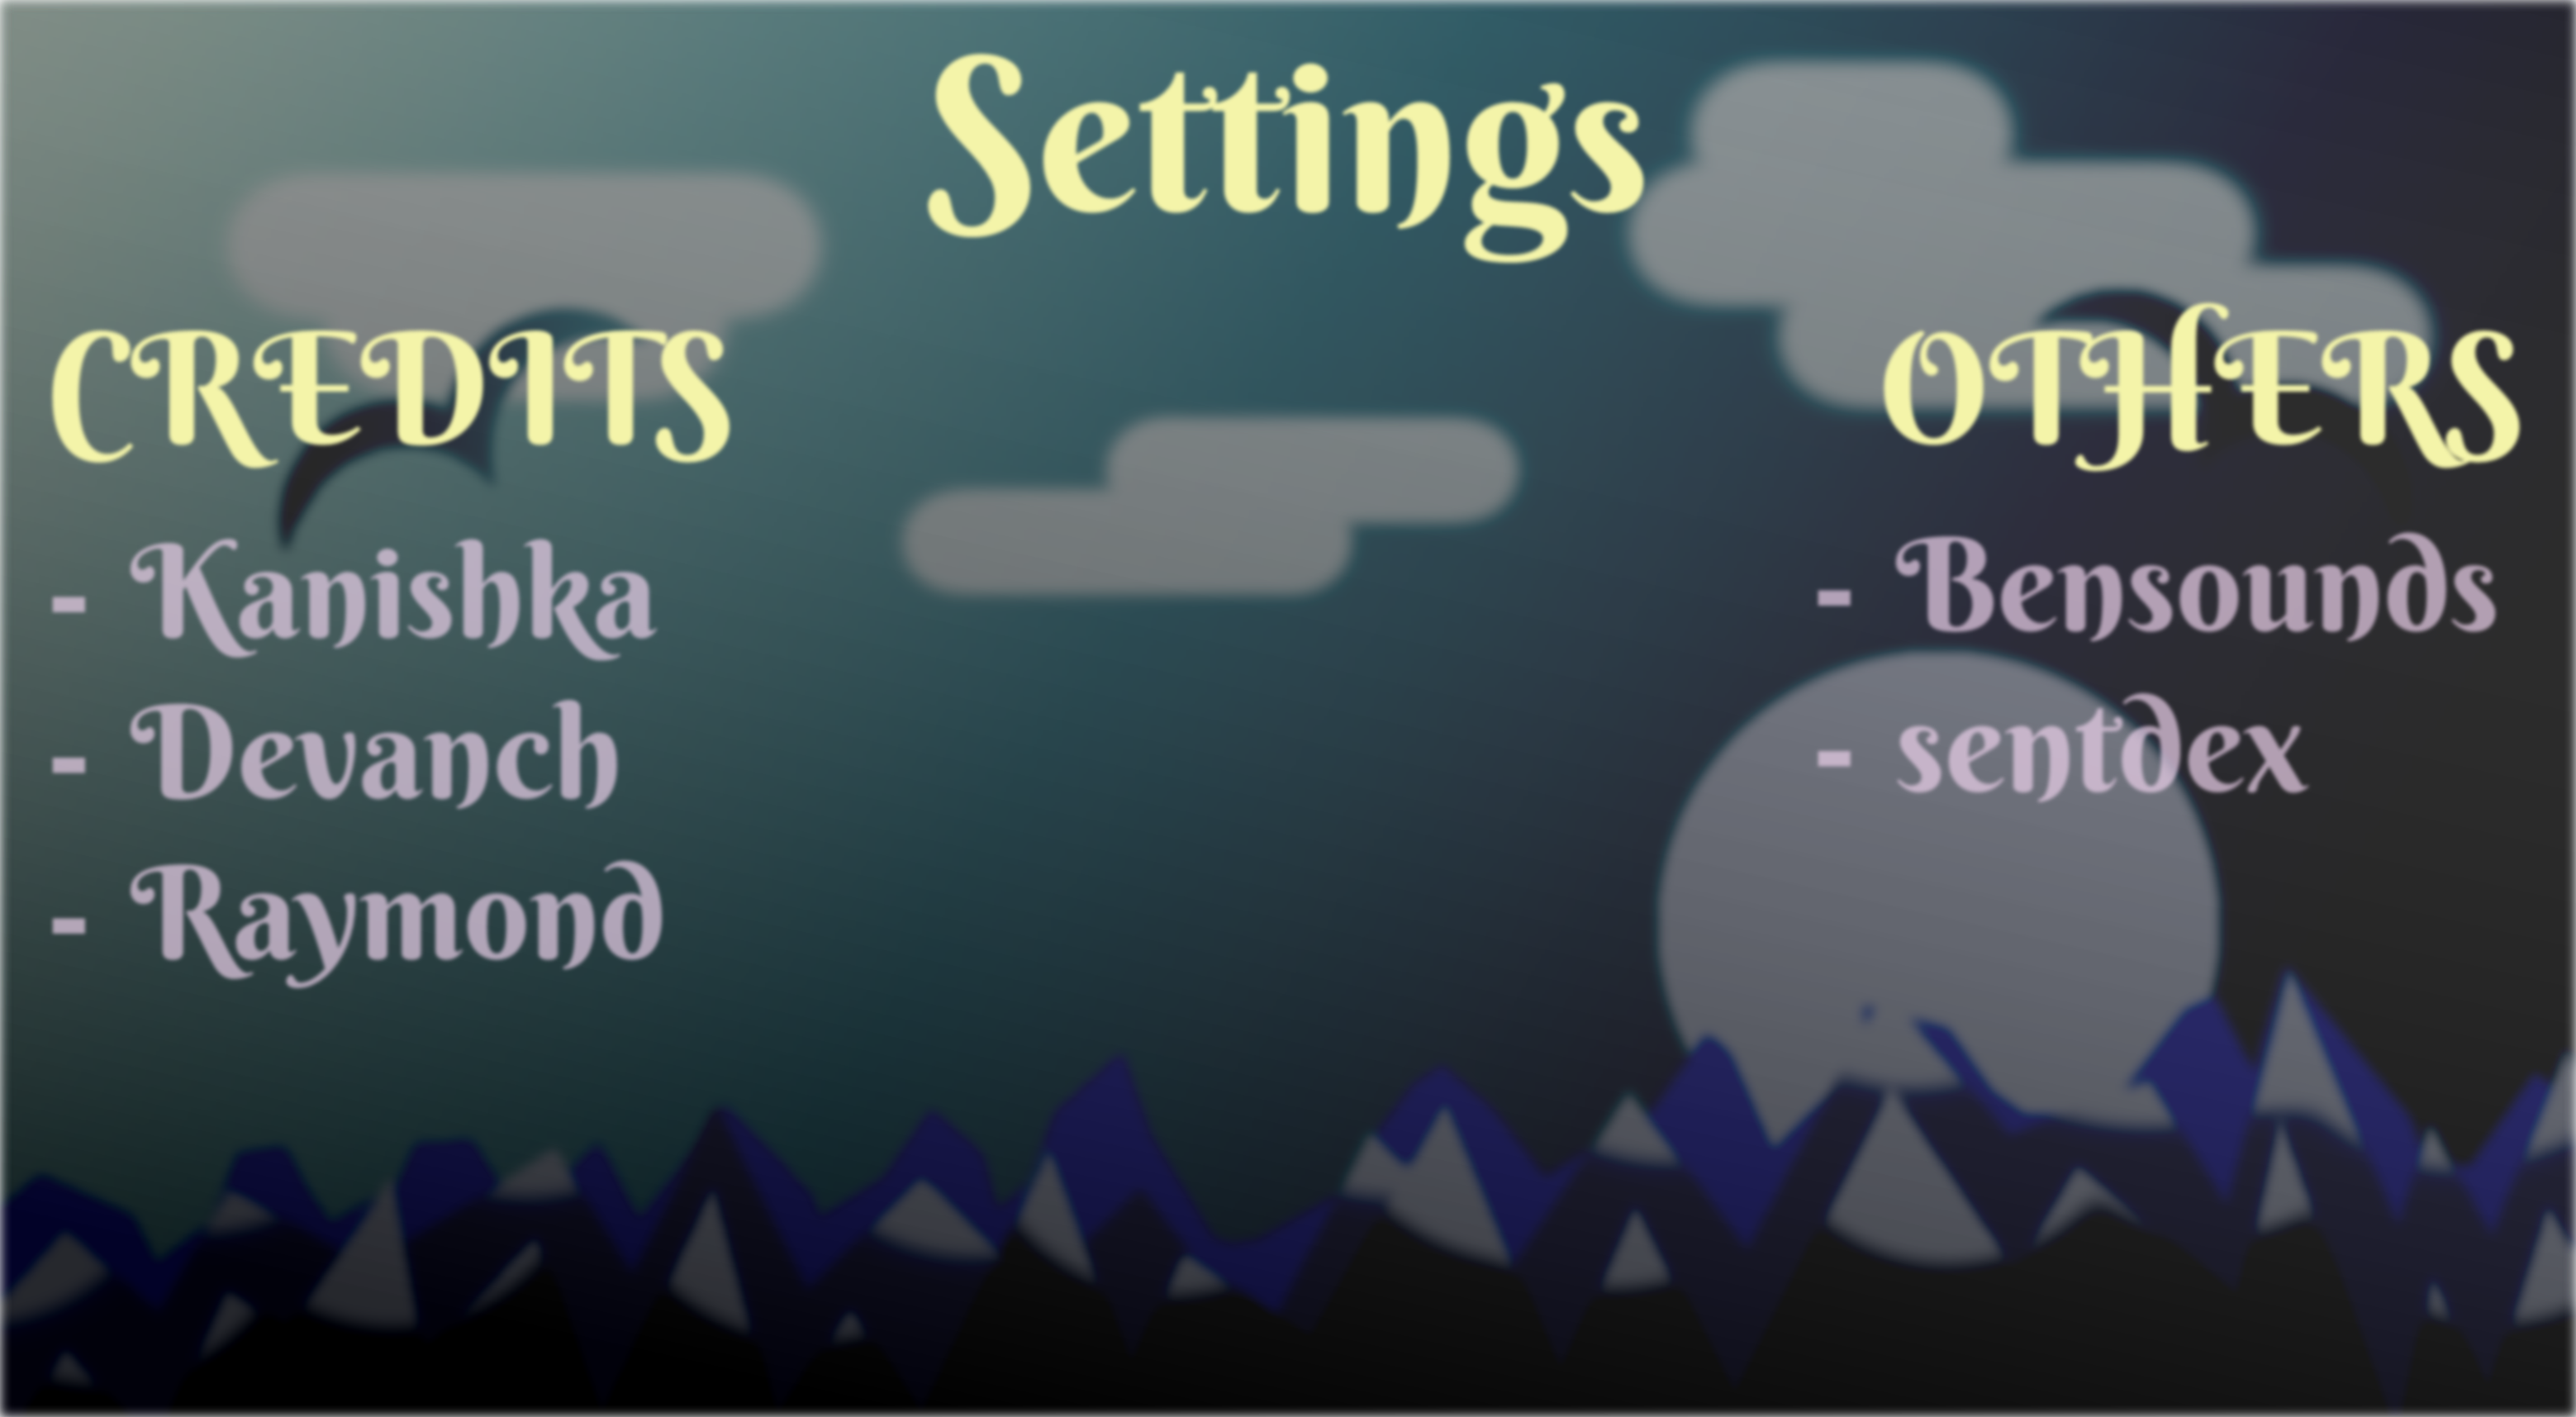 Settings
CREDITS
- Kanishka
- Devanch
- Raymond
OTHERS
- Bensounds
- sentdex